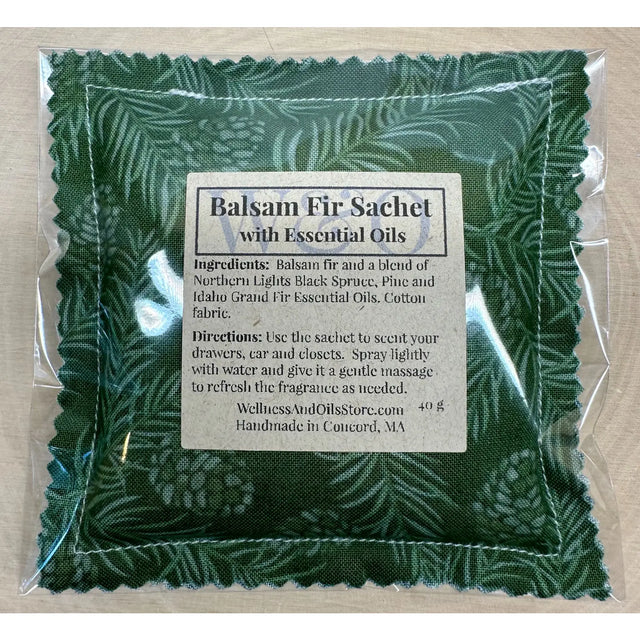 W&O
Balsam Fir Sachet
with Essential Oils
Ingredients: Balsam fir and a blend of
Northern Lights Black Spruce, Pine and
Idaho Grand Fir Essential Oils. Cotton
fabric.
Directions: Use the sachet to scent your
drawers, car and closets. Spray lightly
with water and give it a gentle massage
to refresh the fragrance as needed.
WellnessAndOilsStore.com 40 g
Handmade in Concord, MA